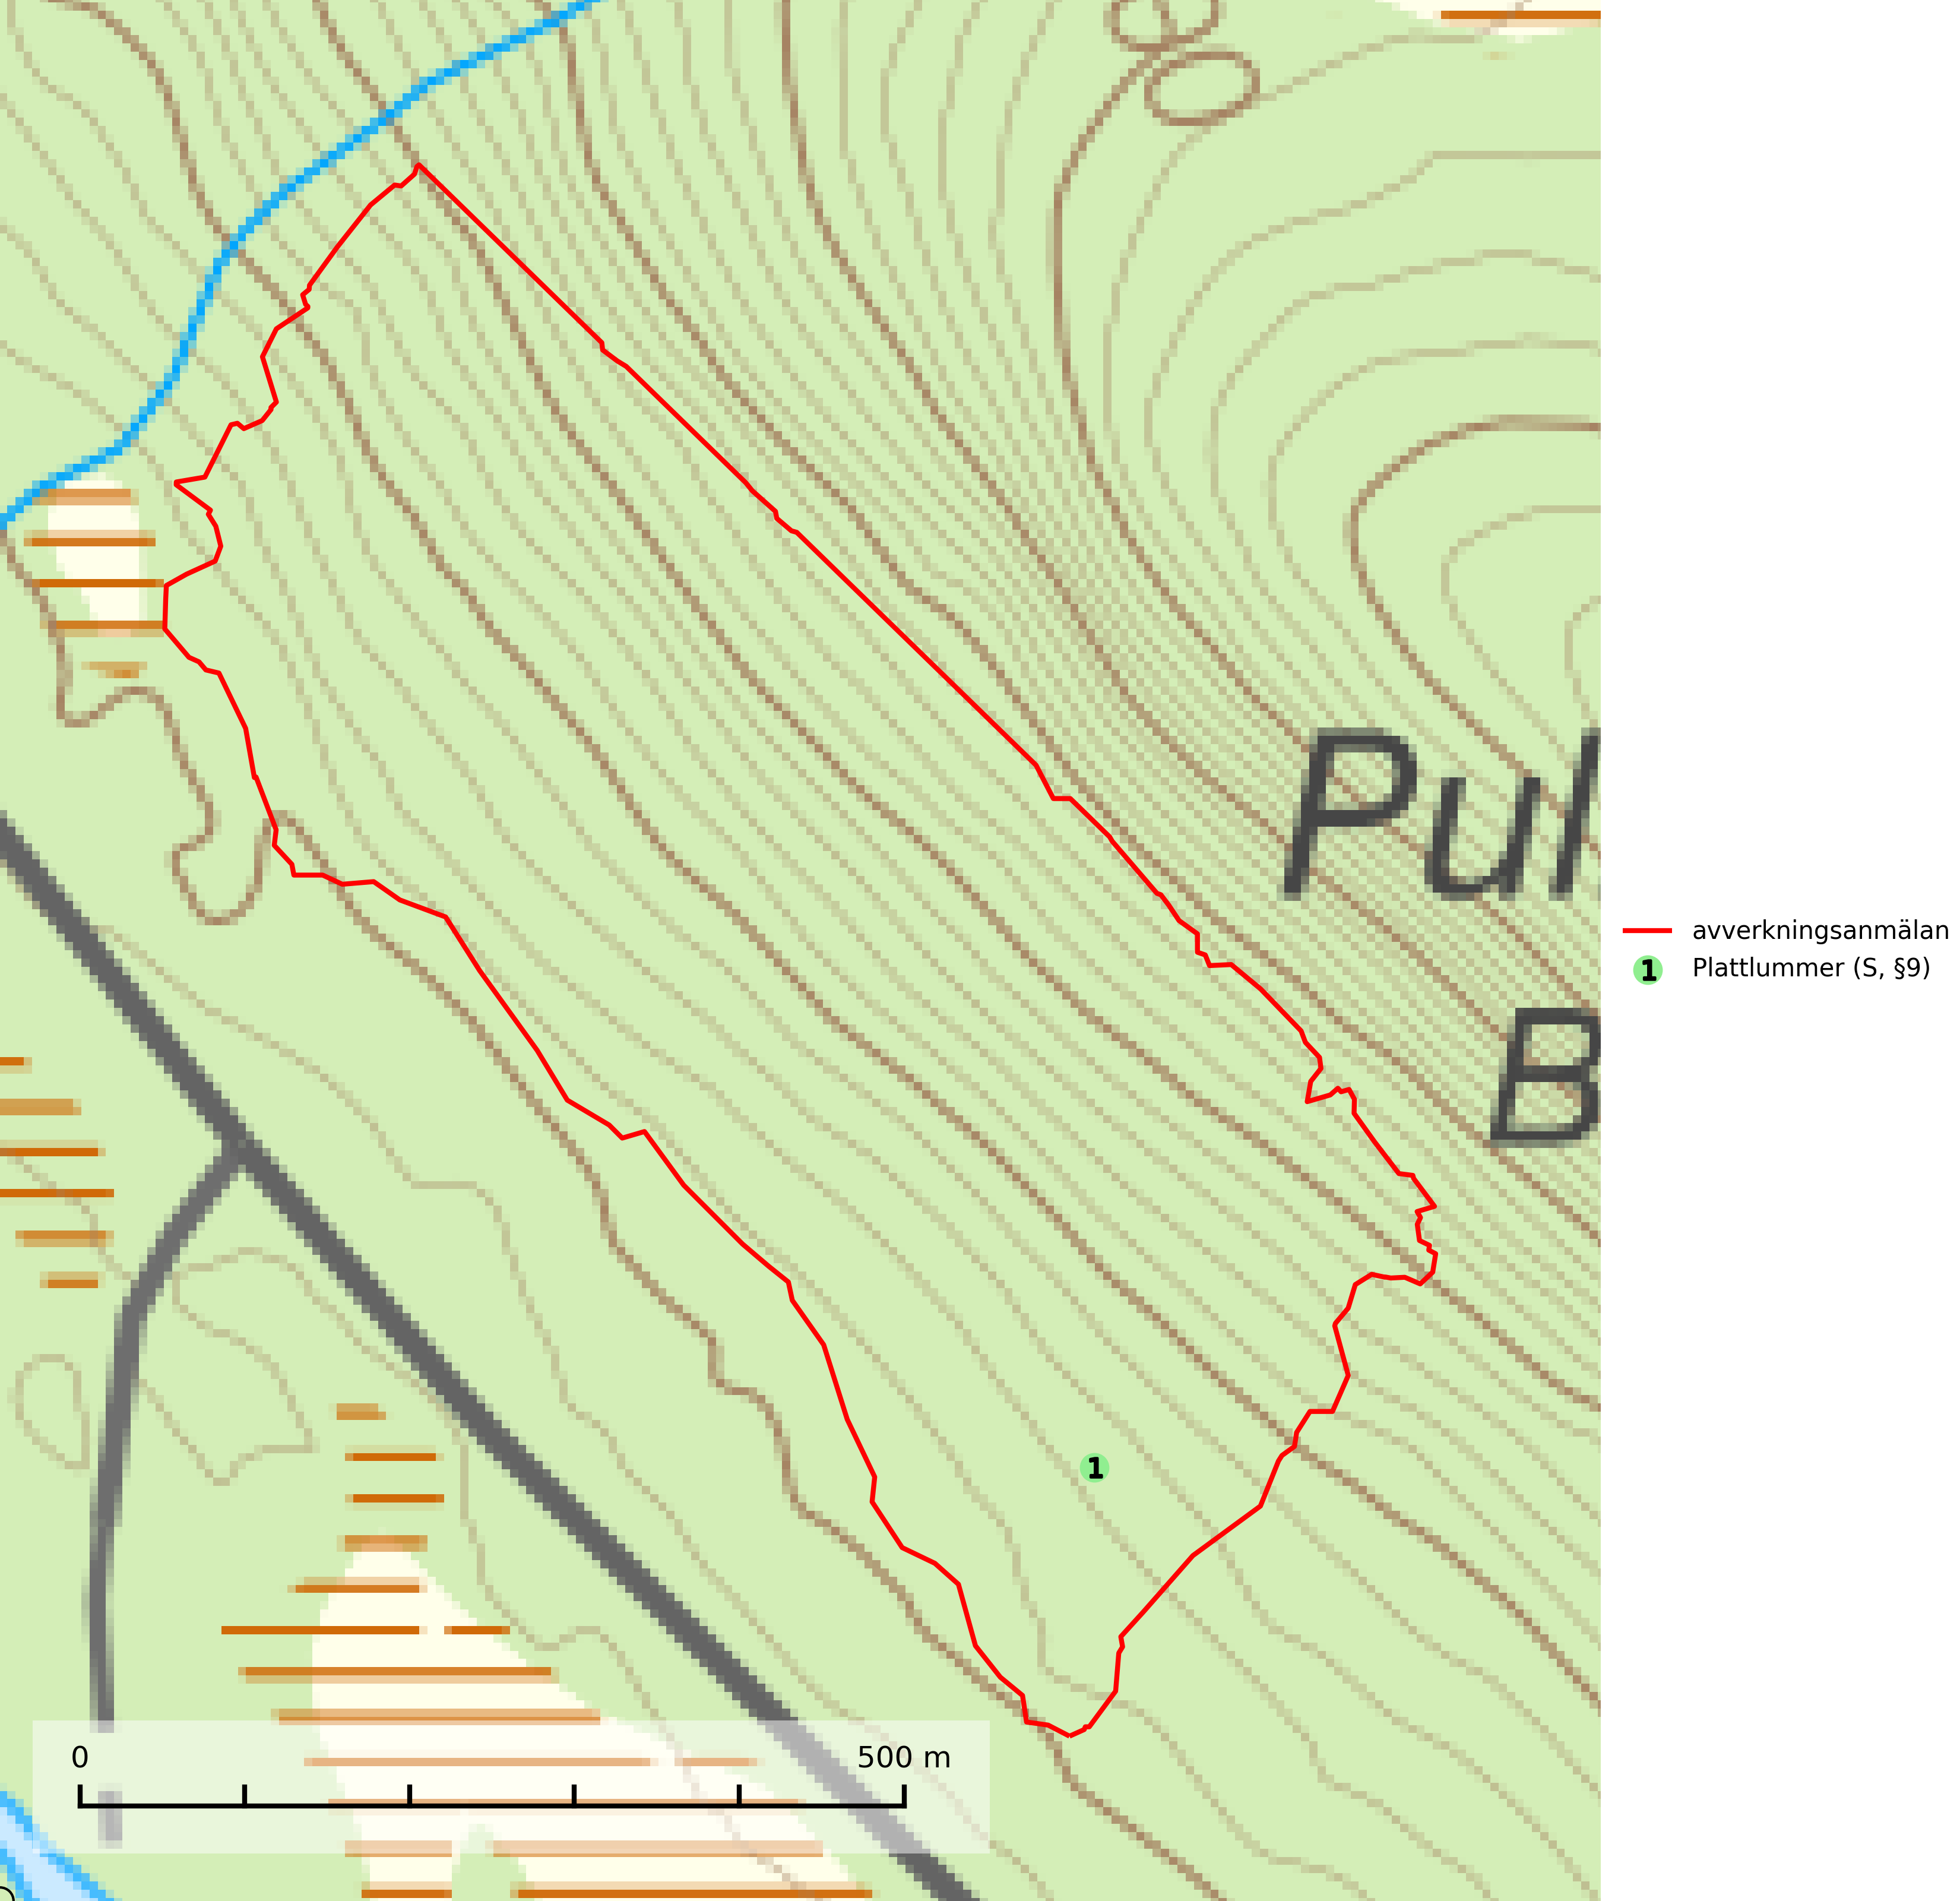 Pul
B
avverkningsanmälan
1 Plattlummer (S, §9)
1
0 500 m